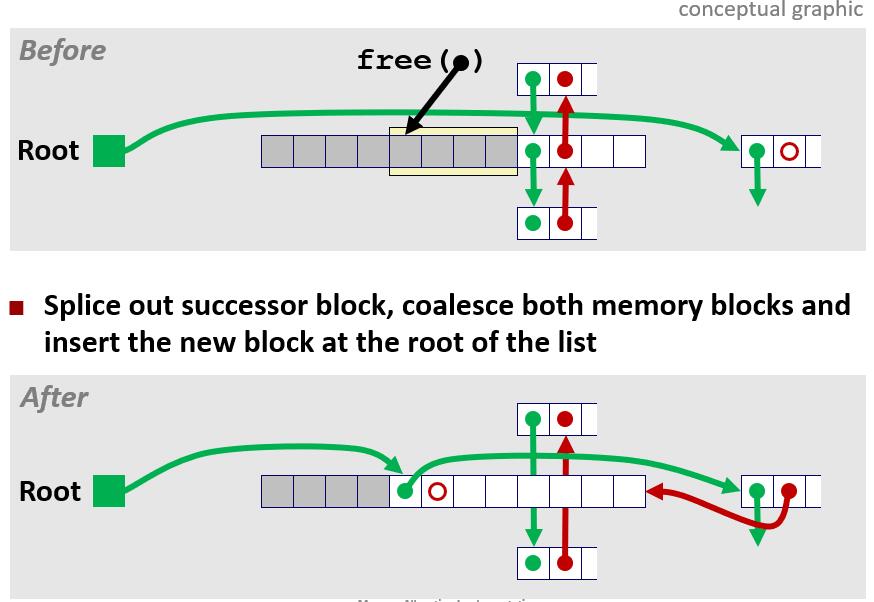 conceptual graphic
Before
free( )
Root
Splice out successor block, coalesce both memory blocks and
insert the new block at the root of the list
After
Root